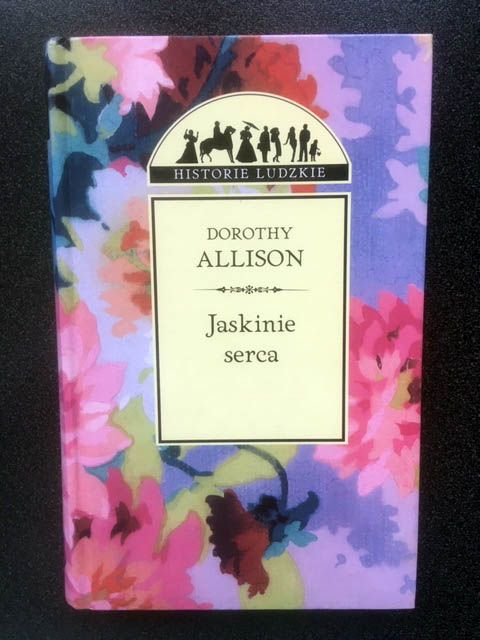 HISTORIE LUDZKIE
DOROTHY
ALLISON
Jaskinie
serca